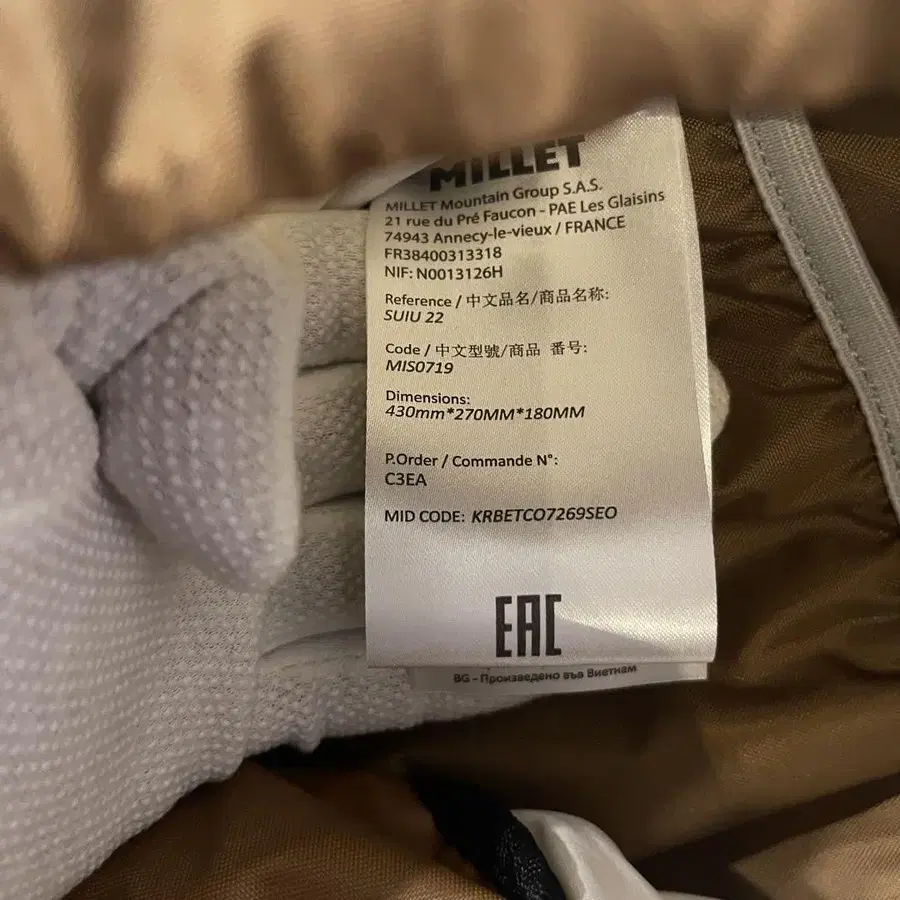 MILLET
MILLET Mountain Group S.A.S.
21 rue du Pré Faucon - PAE Les Glaisins
74943 Annecy-le-vieux / FRANCE
FR38400313318
NIF: N0013126H
Reference / 中文品名/商品名称:
SUIU 22
Code / 中文型號/商品 番号:
MIS0719
Dimensions:
430mm*270MM*180MM
P.Order / Commande N°:
C3EA
MID CODE: KRBETCO7269SEO
EAC
BG - Произведено във Виетнам